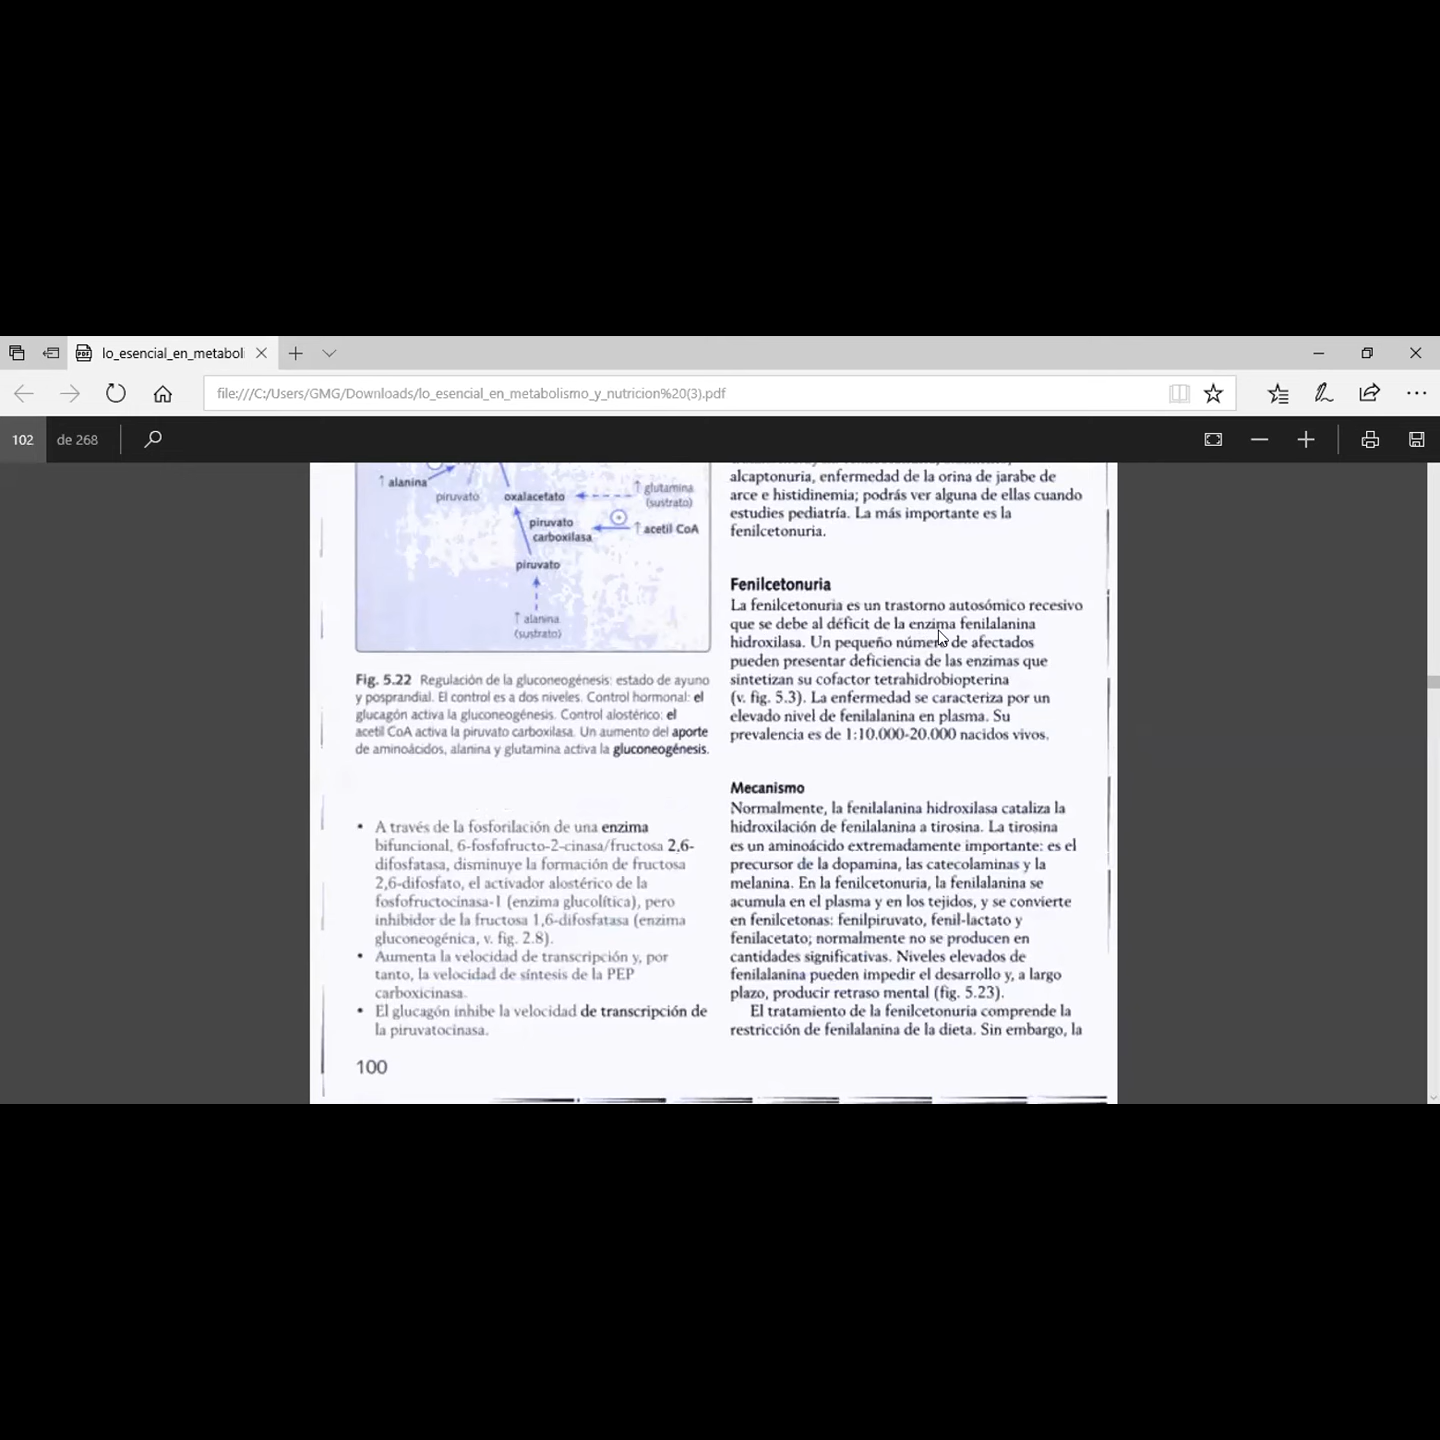 lo_esencial_en_metabol
file:///C:/Users/GMG/Downloads/lo_esencial_en_metabolismo_y_nutricion%20(3).pdf
102 de 268
↑ alanina
piruvato
oxalacetato
↑ glutamina
(sustrato)
piruvato
carboxilasa
↑ acetil CoA
piruvato
↑ alanina
(sustrato)
Fig. 5.22 Regulación de la gluconeogénesis: estado de ayuno
y posprandial. El control es a dos niveles. Control hormonal: el
glucagón activa la gluconeogénesis. Control alostérico: el
acetil CoA activa la piruvato carboxilasa. Un aumento del aporte
de aminoácidos, alanina y glutamina activa la gluconeogénesis.
• A través de la fosforilación de una enzima
bifuncional, 6-fosfofructo-2-cinasa/fructosa 2,6-
difosfatasa, disminuye la formación de fructosa
2,6-difosfato, el activador alostérico de la
fosfofructocinasa-1 (enzima glucolítica), pero
inhibidor de la fructosa 1,6-difosfatasa (enzima
gluconeogénica, v. fig. 2.8).
• Aumenta la velocidad de transcripción y, por
tanto, la velocidad de síntesis de la PEP
carboxicinasa.
• El glucagón inhibe la velocidad de transcripción de
la piruvatocinasa.
100
alcaptonuria, enfermedad de la orina de jarabe de
arce e histidinemia; podrás ver alguna de ellas cuando
estudies pediatría. La más importante es la
fenilcetonuria.
Fenilcetonuria
La fenilcetonuria es un trastorno autosómico recesivo
que se debe al déficit de la enzima fenilalanina
hidroxilasa. Un pequeño número de afectados
pueden presentar deficiencia de las enzimas que
sintetizan su cofactor tetrahidrobiopterina
(v. fig. 5.3). La enfermedad se caracteriza por un
elevado nivel de fenilalanina en plasma. Su
prevalencia es de 1:10.000-20.000 nacidos vivos.
Mecanismo
Normalmente, la fenilalanina hidroxilasa cataliza la
hidroxilación de fenilalanina a tirosina. La tirosina
es un aminoácido extremadamente importante: es el
precursor de la dopamina, las catecolaminas y la
melanina. En la fenilcetonuria, la fenilalanina se
acumula en el plasma y en los tejidos, y se convierte
en fenilcetonas: fenilpiruvato, fenil-lactato y
fenilacetato; normalmente no se producen en
cantidades significativas. Niveles elevados de
fenilalanina pueden impedir el desarrollo y, a largo
plazo, producir retraso mental (fig. 5.23).
El tratamiento de la fenilcetonuria comprende la
restricción de fenilalanina de la dieta. Sin embargo, la